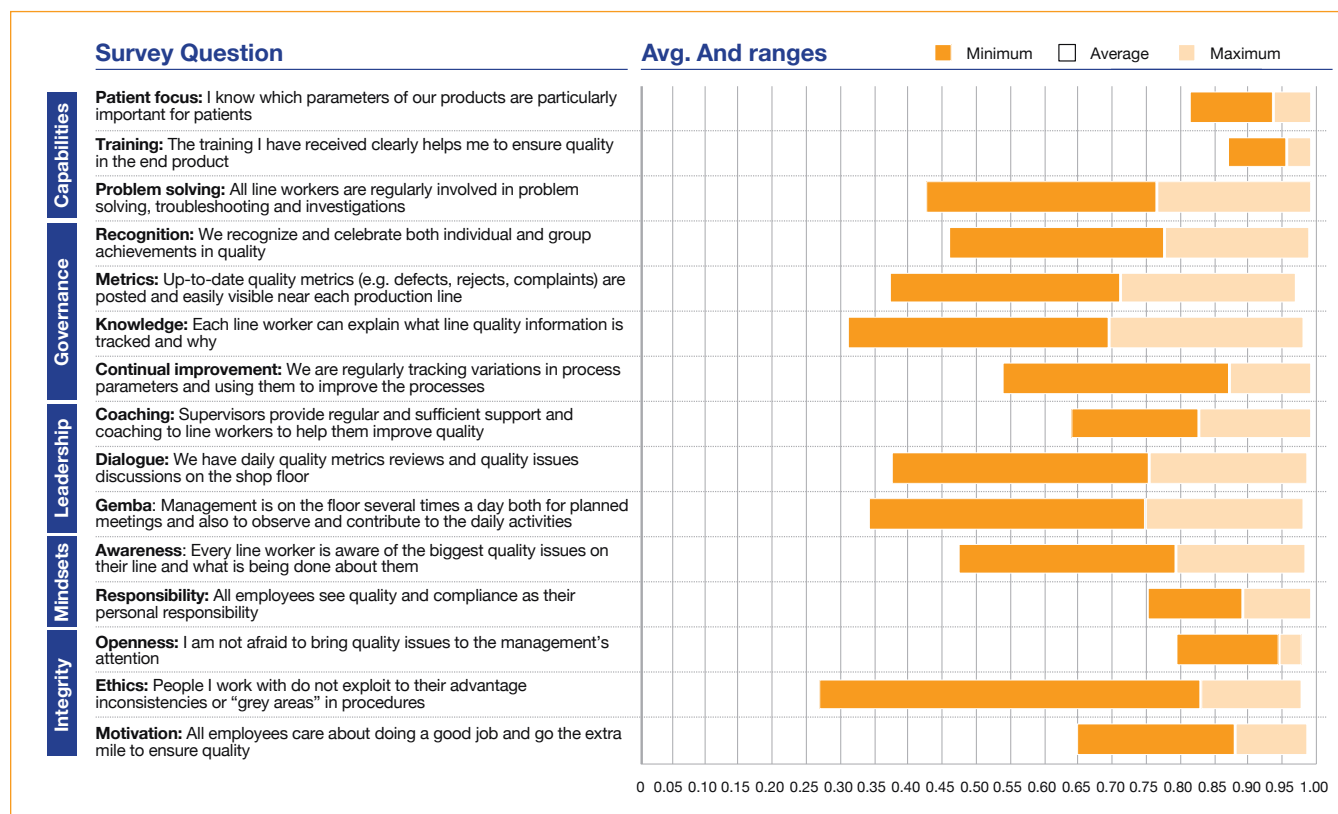 Survey Question
Avg. And ranges
Minimum
Average
Maximum
Capabilities
Patient focus: I know which parameters of our products are particularly
important for patients
Training: The training I have received clearly helps me to ensure quality
in the end product
Problem solving: All line workers are regularly involved in problem
solving, troubleshooting and investigations
Governance
Recognition: We recognize and celebrate both individual and group
achievements in quality
Metrics: Up-to-date quality metrics (e.g. defects, rejects, complaints) are
posted and easily visible near each production line
Knowledge: Each line worker can explain what line quality information is
tracked and why
Continual improvement: We are regularly tracking variations in process
parameters and using them to improve the processes
Leadership
Coaching: Supervisors provide regular and sufficient support and
coaching to line workers to help them improve quality
Dialogue: We have daily quality metrics reviews and quality issues
discussions on the shop floor
Gemba: Management is on the floor several times a day both for planned
meetings and also to observe and contribute to the daily activities
Mindsets
Awareness: Every line worker is aware of the biggest quality issues on
their line and what is being done about them
Responsibility: All employees see quality and compliance as their
personal responsibility
Integrity
Openness: I am not afraid to bring quality issues to the management's
attention
Ethics: People I work with do not exploit to their advantage
inconsistencies or "grey areas" in procedures
Motivation: All employees care about doing a good job and go the extra
mile to ensure quality
0 0.05 0.10 0.15 0.20 0.25 0.30 0.35 0.40 0.45 0.50 0.55 0.60 0.65 0.70 0.75 0.80 0.85 0.90 0.95 1.00